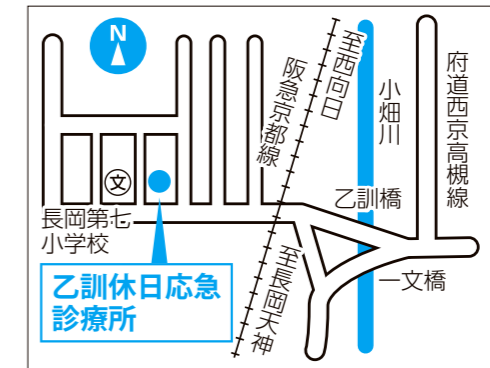 N
至西向日
阪急京都線
小畑川
府道西京高槻線
文
乙訓橋
長岡第七
小学校
一文橋
至長岡天神
乙訓休日応急
診療所